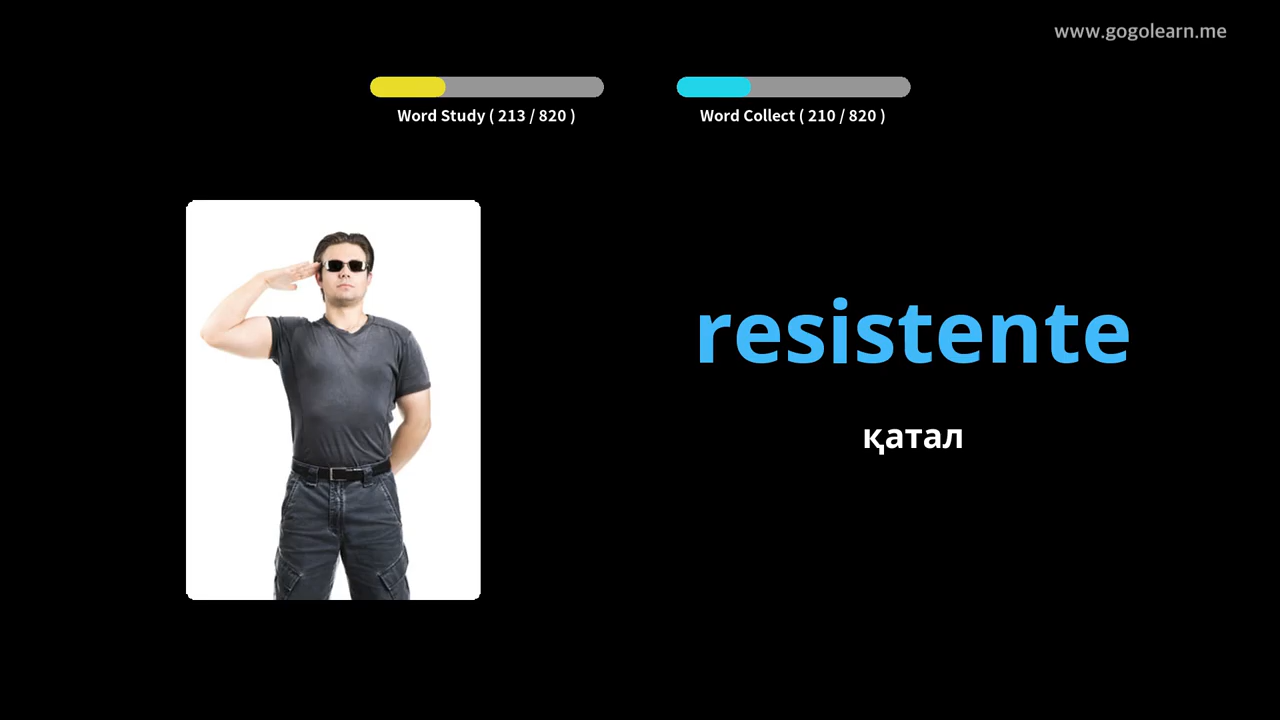 www.gogolearn.me
Word Study ( 213 / 820 )
Word Collect ( 210 / 820 )
resistente
қатал